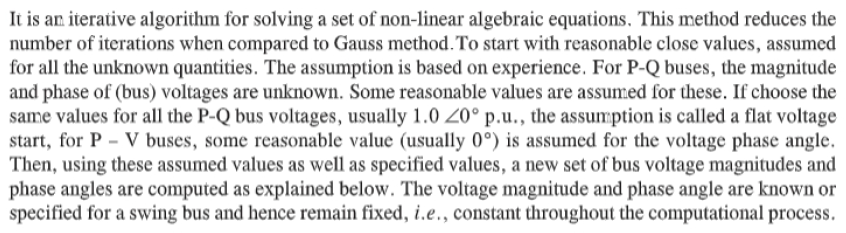 It is an iterative algorithm for solving a set of non-linear algebraic equations. This method reduces the
number of iterations when compared to Gauss method.To start with reasonable close values, assumed
for all the unknown quantities. The assumption is based on experience. For P-Q buses, the magnitude
and phase of (bus) voltages are unknown. Some reasonable values are assumed for these. If choose the
same values for all the P-Q bus voltages, usually 1.0 ∠0° p.u., the assumption is called a flat voltage
start, for P – V buses, some reasonable value (usually 0°) is assumed for the voltage phase angle.
Then, using these assumed values as well as specified values, a new set of bus voltage magnitudes and
phase angles are computed as explained below. The voltage magnitude and phase angle are known or
specified for a swing bus and hence remain fixed, i.e., constant throughout the computational process.